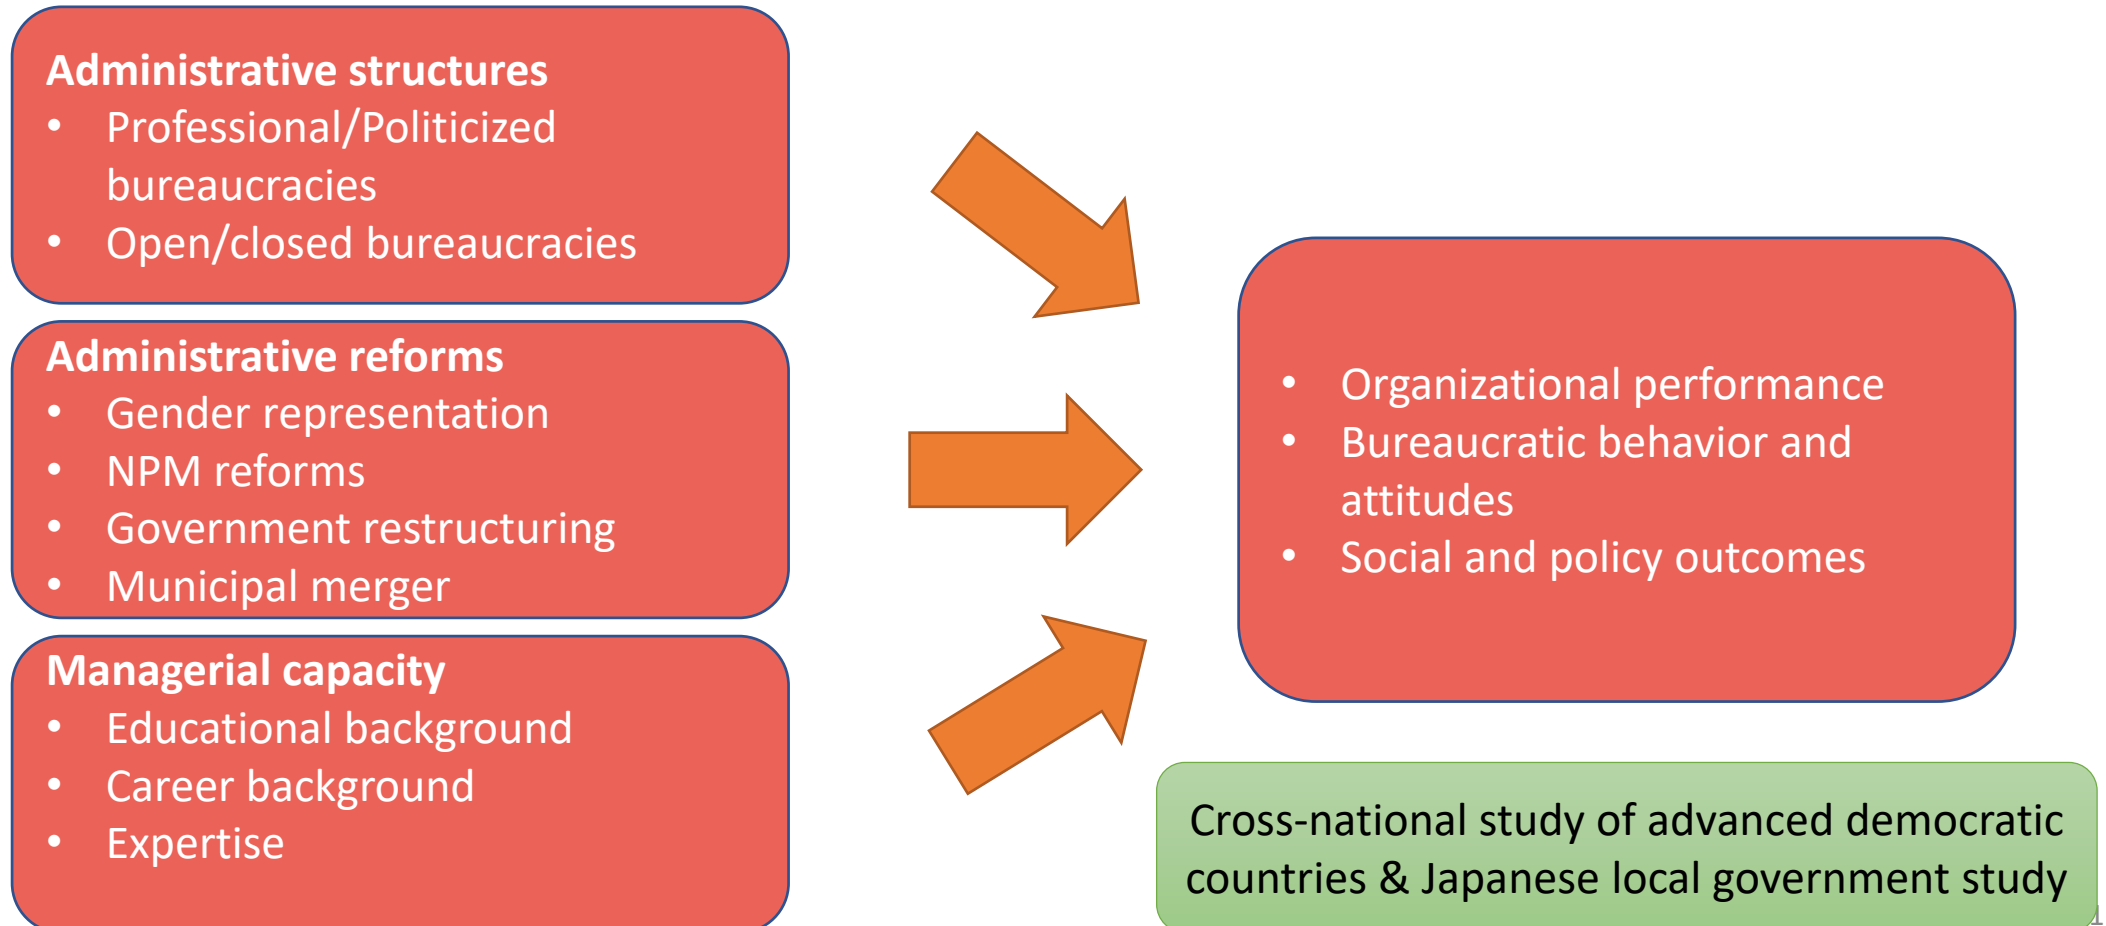 Administrative structures
• Professional/Politicized
bureaucracies
• Open/closed bureaucracies
Administrative reforms
• Gender representation
• NPM reforms
• Government restructuring
• Municipal merger
Managerial capacity
• Educational background
• Career background
• Expertise
• Organizational performance
• Bureaucratic behavior and
attitudes
• Social and policy outcomes
Cross-national study of advanced democratic
countries & Japanese local government study
1